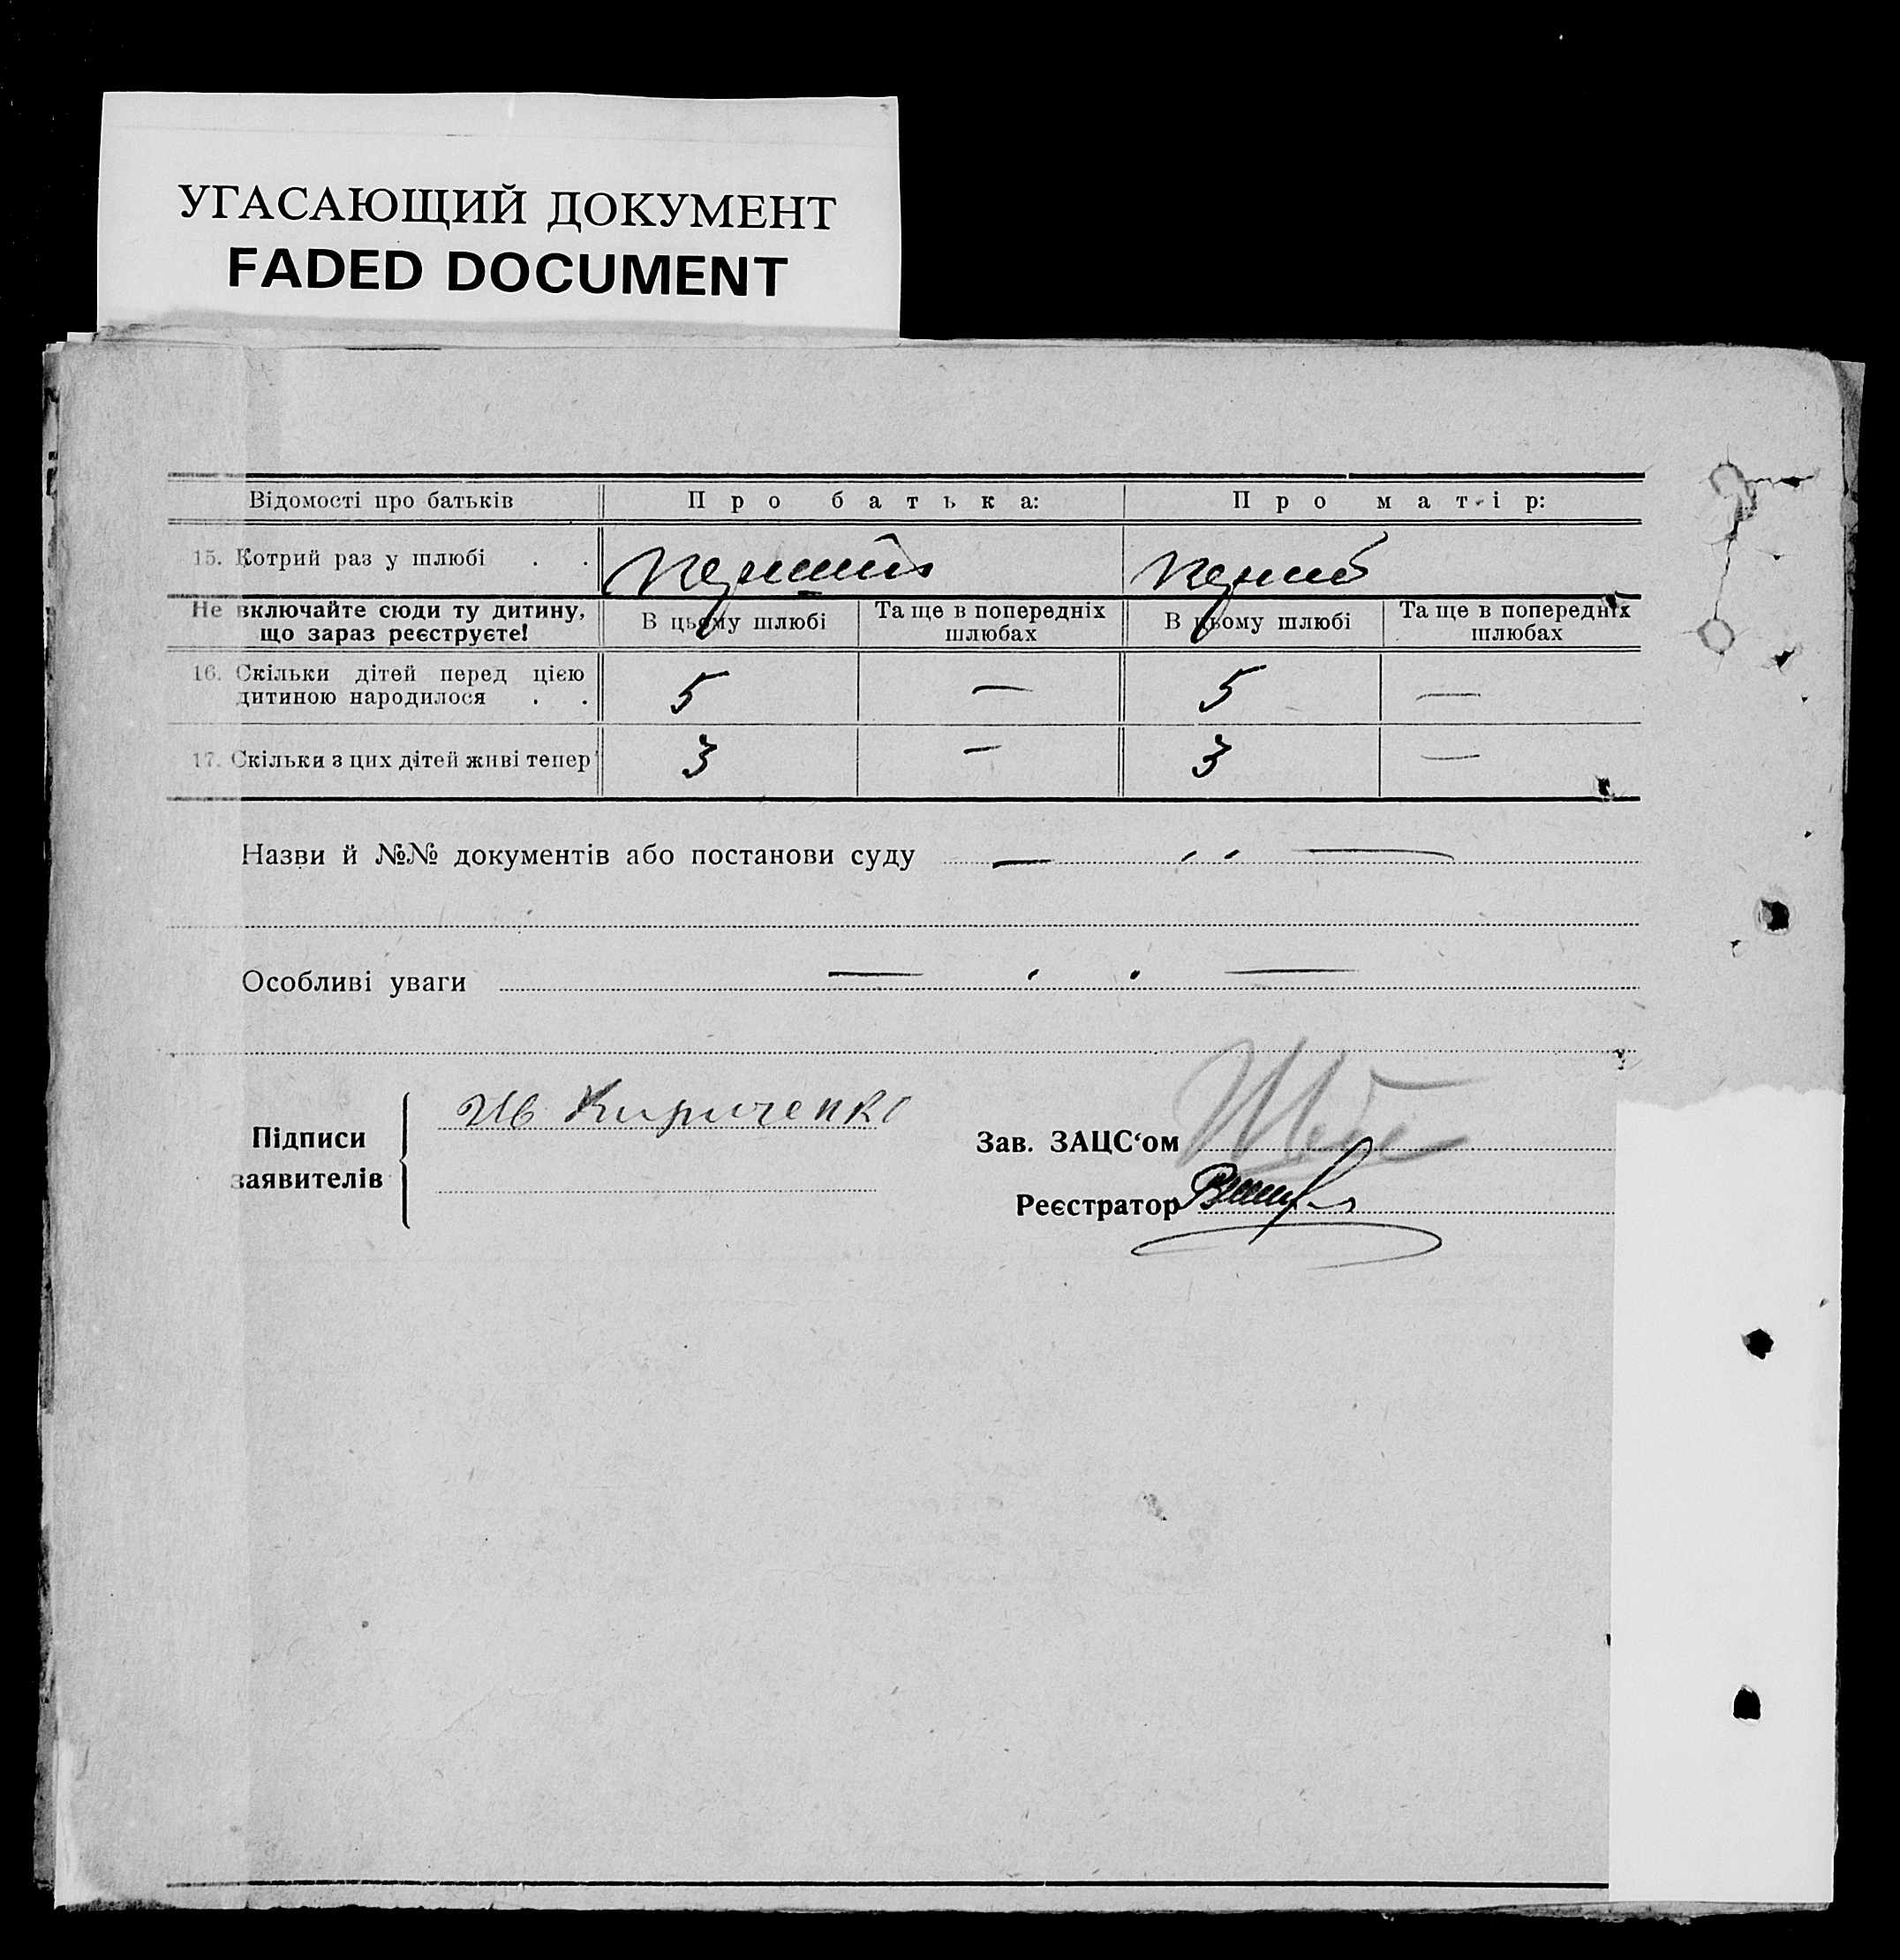 УГАСАЮЩИЙ ДОКУМЕНТ
FADED DOCUMENT
Відомості про батьків Про батька: Про матір:
15. Котрий раз у шлюбі . . перший перший
Не включайте сюди ту дитину, що зараз реєструєте! В цьому шлюбі Та ще в попередніх шлюбах В цьому шлюбі Та ще в попередніх шлюбах
16. Скільки дітей перед цією
дитиною народилося . . 5 — 5 —
17. Скільки з цих дітей живі тепер 3 — 3 —
Назви й №№ документів або постанови суду — . . —
Особливі уваги — . . —
Підписи заявителів Ив Кириченко
Зав. ЗАЦС‘ом
Реєстратор